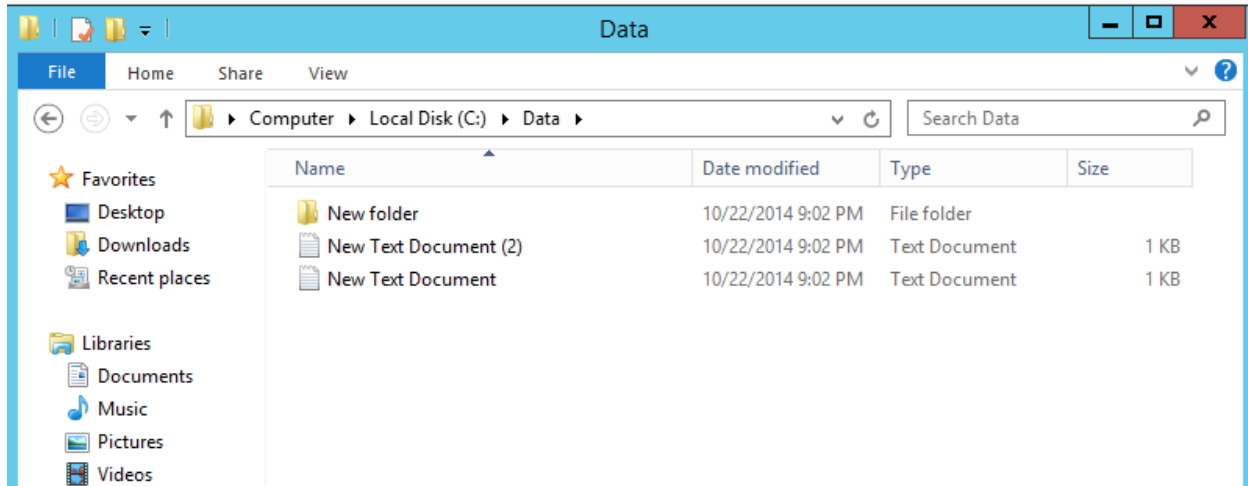 Data
File Home Share View
Computer Local Disk (C:) Data Search Data
Name Date modified Type Size
Favorites
Desktop
Downloads
Recent places
New folder 10/22/2014 9:02 PM File folder
New Text Document (2) 10/22/2014 9:02 PM Text Document 1 KB
New Text Document 10/22/2014 9:02 PM Text Document 1 KB
Libraries
Documents
Music
Pictures
Videos